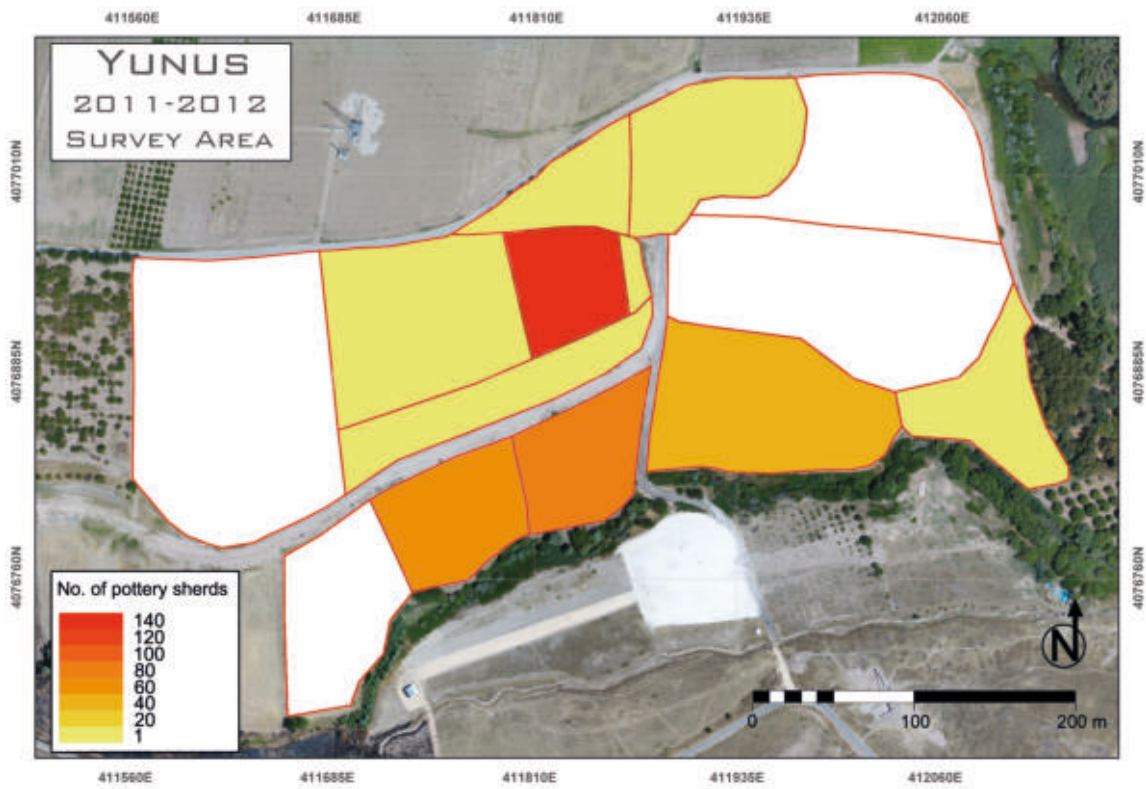 411560E 411685E 411810E 411935E 412060E
YUNUS
2011-2012
SURVEY AREA
4077010N 4077010N
4076885N 4076885N
4076760N 4076760N
No. of pottery sherds
140
120
100
80
60
40
20
1
N
0 100 200 m
411560E 411685E 411810E 411935E 412060E